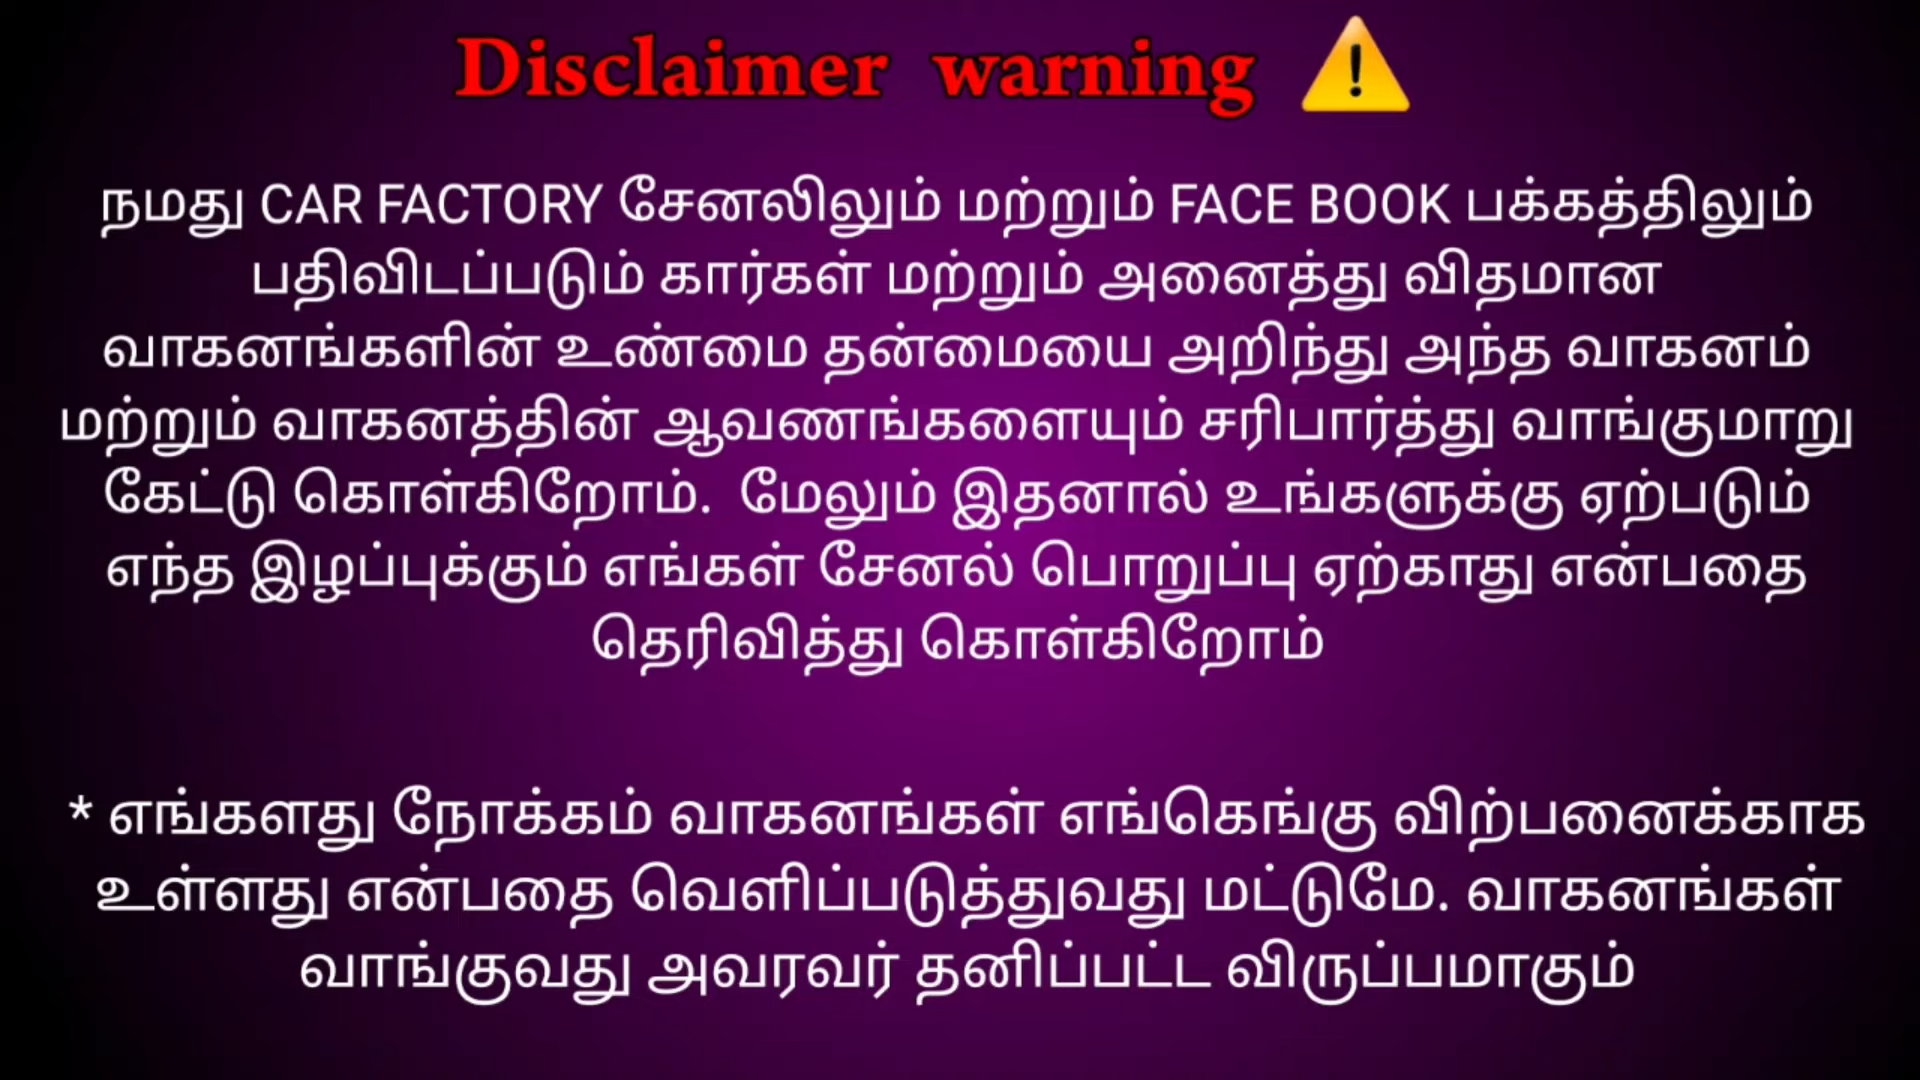 Disclaimer warning ⚠️
நமது CAR FACTORY சேனலிலும் மற்றும் FACE BOOK பக்கத்திலும்
பதிவிடப்படும் கார்கள் மற்றும் அனைத்து விதமான
வாகனங்களின் உண்மை தன்மையை அறிந்து அந்த வாகனம்
மற்றும் வாகனத்தின் ஆவணங்களையும் சரிபார்த்து வாங்குமாறு
கேட்டு கொள்கிறோம். மேலும் இதனால் உங்களுக்கு ஏற்படும்
எந்த இழப்புக்கும் எங்கள் சேனல் பொறுப்பு ஏற்காது என்பதை
தெரிவித்து கொள்கிறோம்
* எங்களது நோக்கம் வாகனங்கள் எங்கெங்கு விற்பனைக்காக
உள்ளது என்பதை வெளிப்படுத்துவது மட்டுமே. வாகனங்கள்
வாங்குவது அவரவர் தனிப்பட்ட விருப்பமாகும்